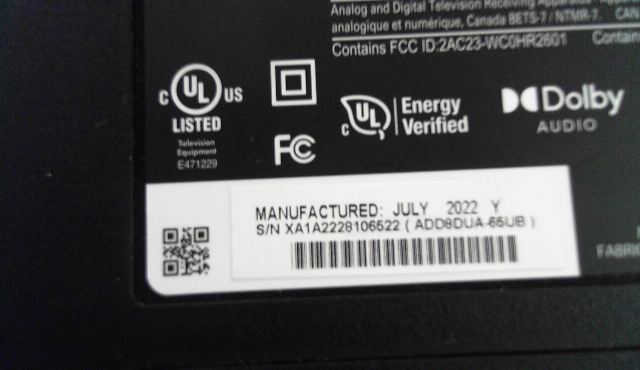 Analog and Digital Television Receiving Apparatus
analogique et numérique, Canada BETS-7 / NTMR-7. CAN
Contains FCC ID:2AC23-WC0HR2601 Contain
C UL US
LISTED
Television
Equipment
E471229
FC
C UL Energy
Verified
Dolby
AUDIO
MANUFACTURED: JULY 2022 Y
S/N XA1A2228106522 ( ADD8DUA-65UB )
FABRI